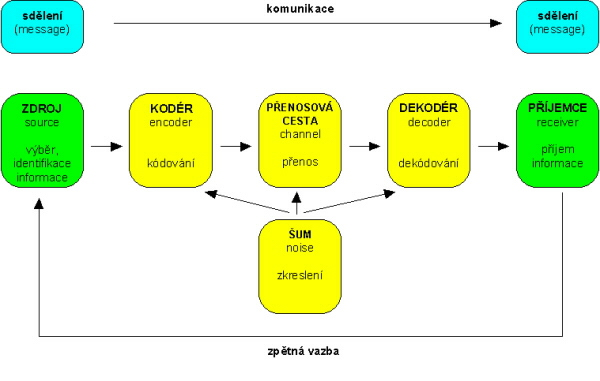 komunikace
sdělení
(message)
sdělení
(message)
ZDROJ
source
výběr,
identifikace
informace
KODÉR
encoder
kódování
PŘENOSOVÁ
CESTA
channel
přenos
DEKODÉR
decoder
dekódování
PŘÍJEMCE
receiver
příjem
informace
ŠUM
noise
zkreslení
zpětná vazba